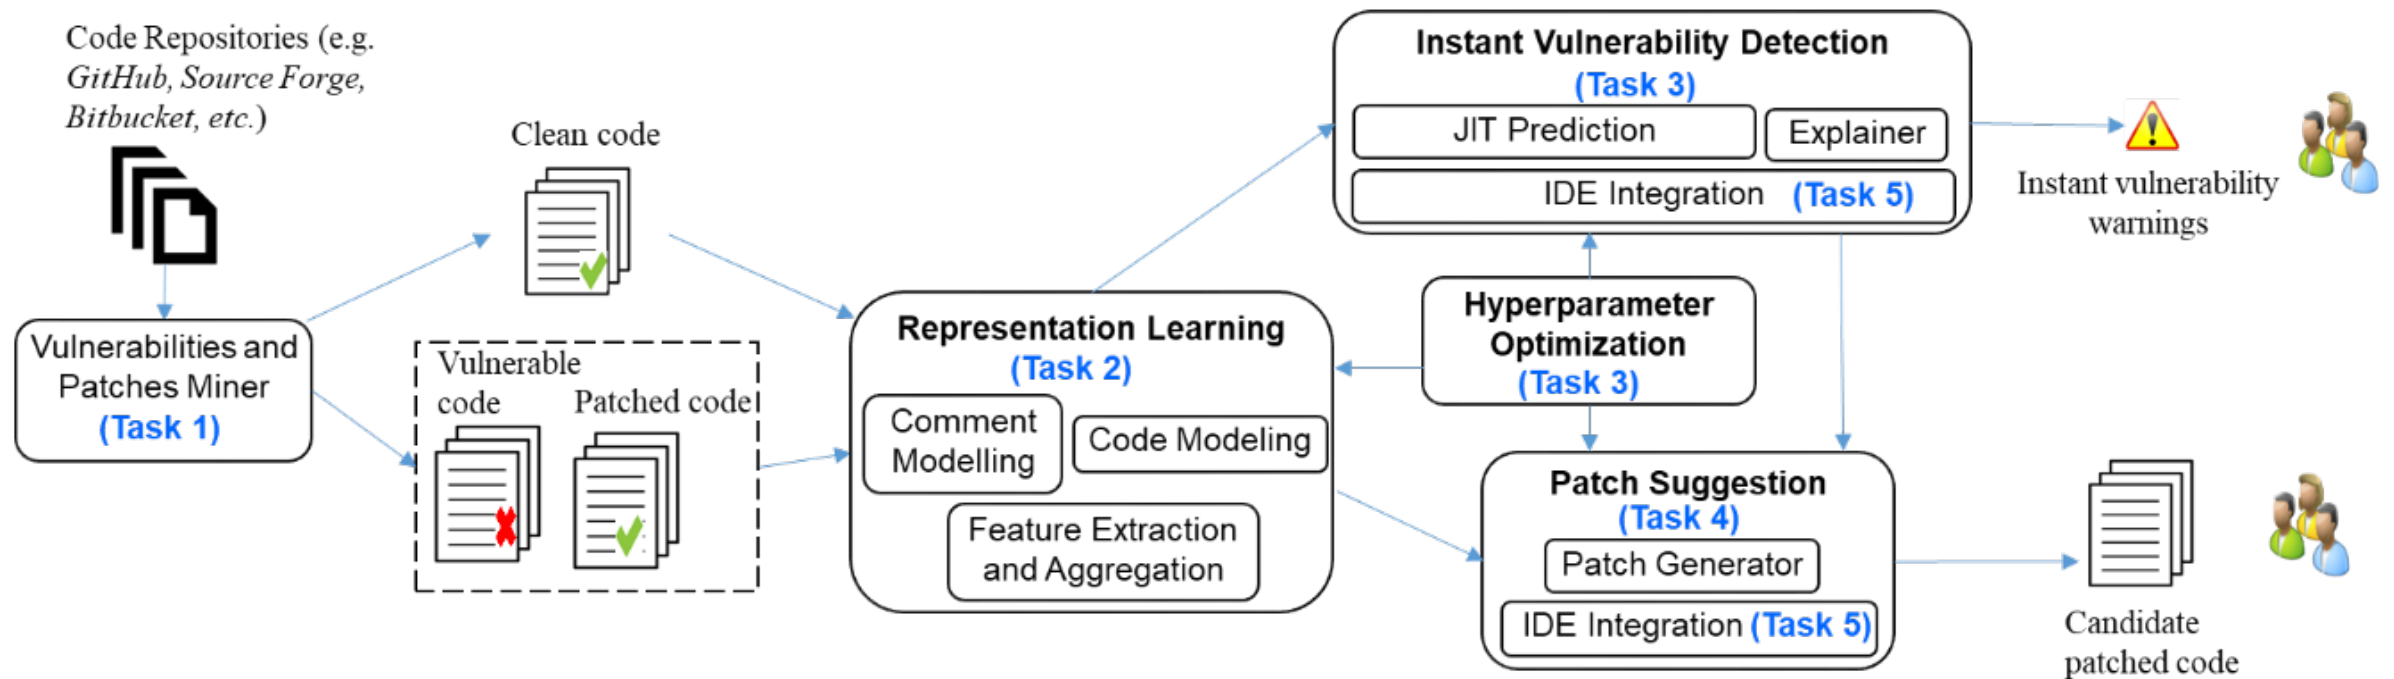 Code Repositories (e.g.
GitHub, Source Forge,
Bitbucket, etc.)
Clean code
Vulnerabilities and
Patches Miner
(Task 1)
Vulnerable
code
Patched code
Representation Learning
(Task 2)
Comment
Modelling
Code Modeling
Feature Extraction
and Aggregation
Instant Vulnerability Detection
(Task 3)
JIT Prediction
Explainer
IDE Integration (Task 5)
Hyperparameter
Optimization
(Task 3)
Patch Suggestion
(Task 4)
Patch Generator
IDE Integration (Task 5)
Instant vulnerability
warnings
Candidate
patched code